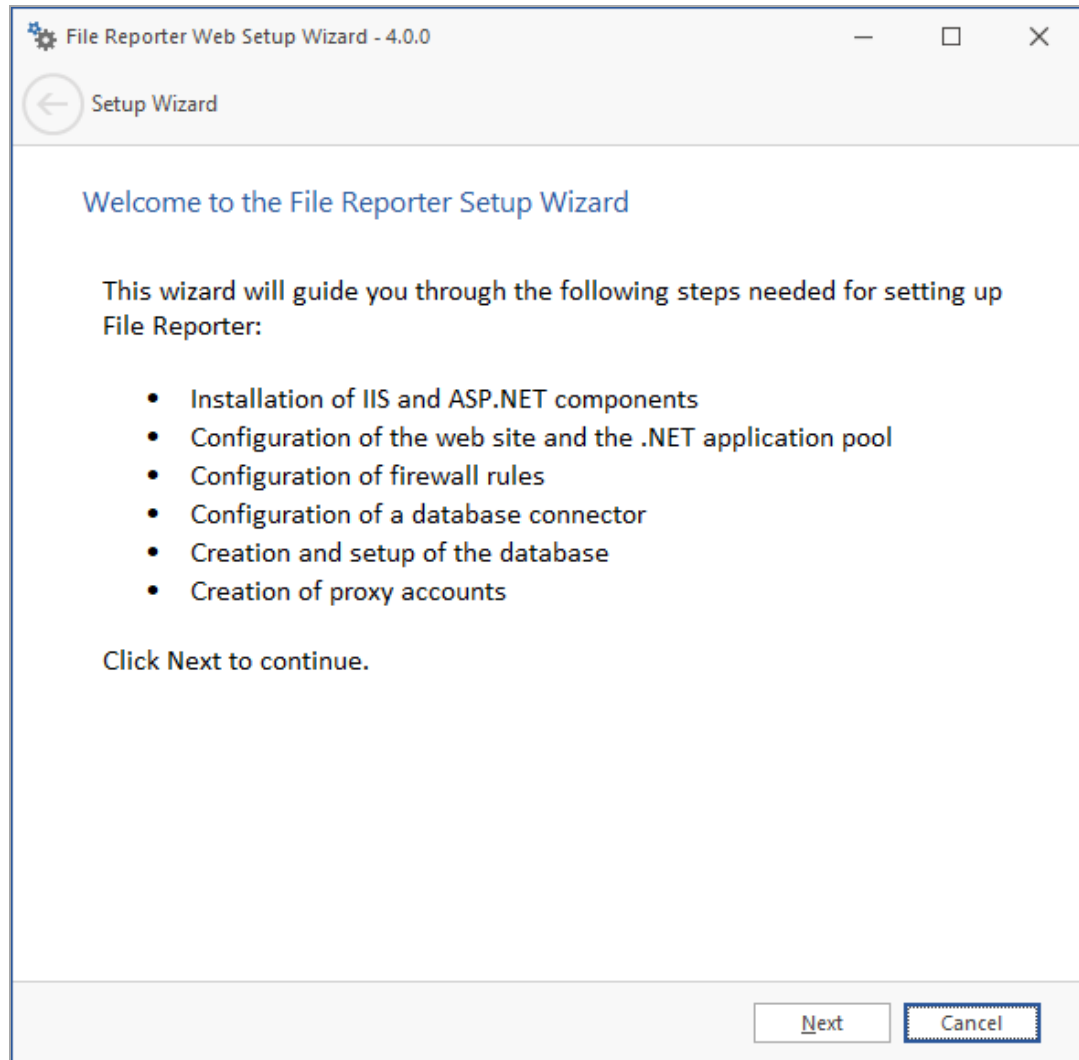 File Reporter Web Setup Wizard - 4.0.0
Setup Wizard
Welcome to the File Reporter Setup Wizard
This wizard will guide you through the following steps needed for setting up
File Reporter:
• Installation of IIS and ASP.NET components
• Configuration of the web site and the .NET application pool
• Configuration of firewall rules
• Configuration of a database connector
• Creation and setup of the database
• Creation of proxy accounts
Click Next to continue.
Next Cancel